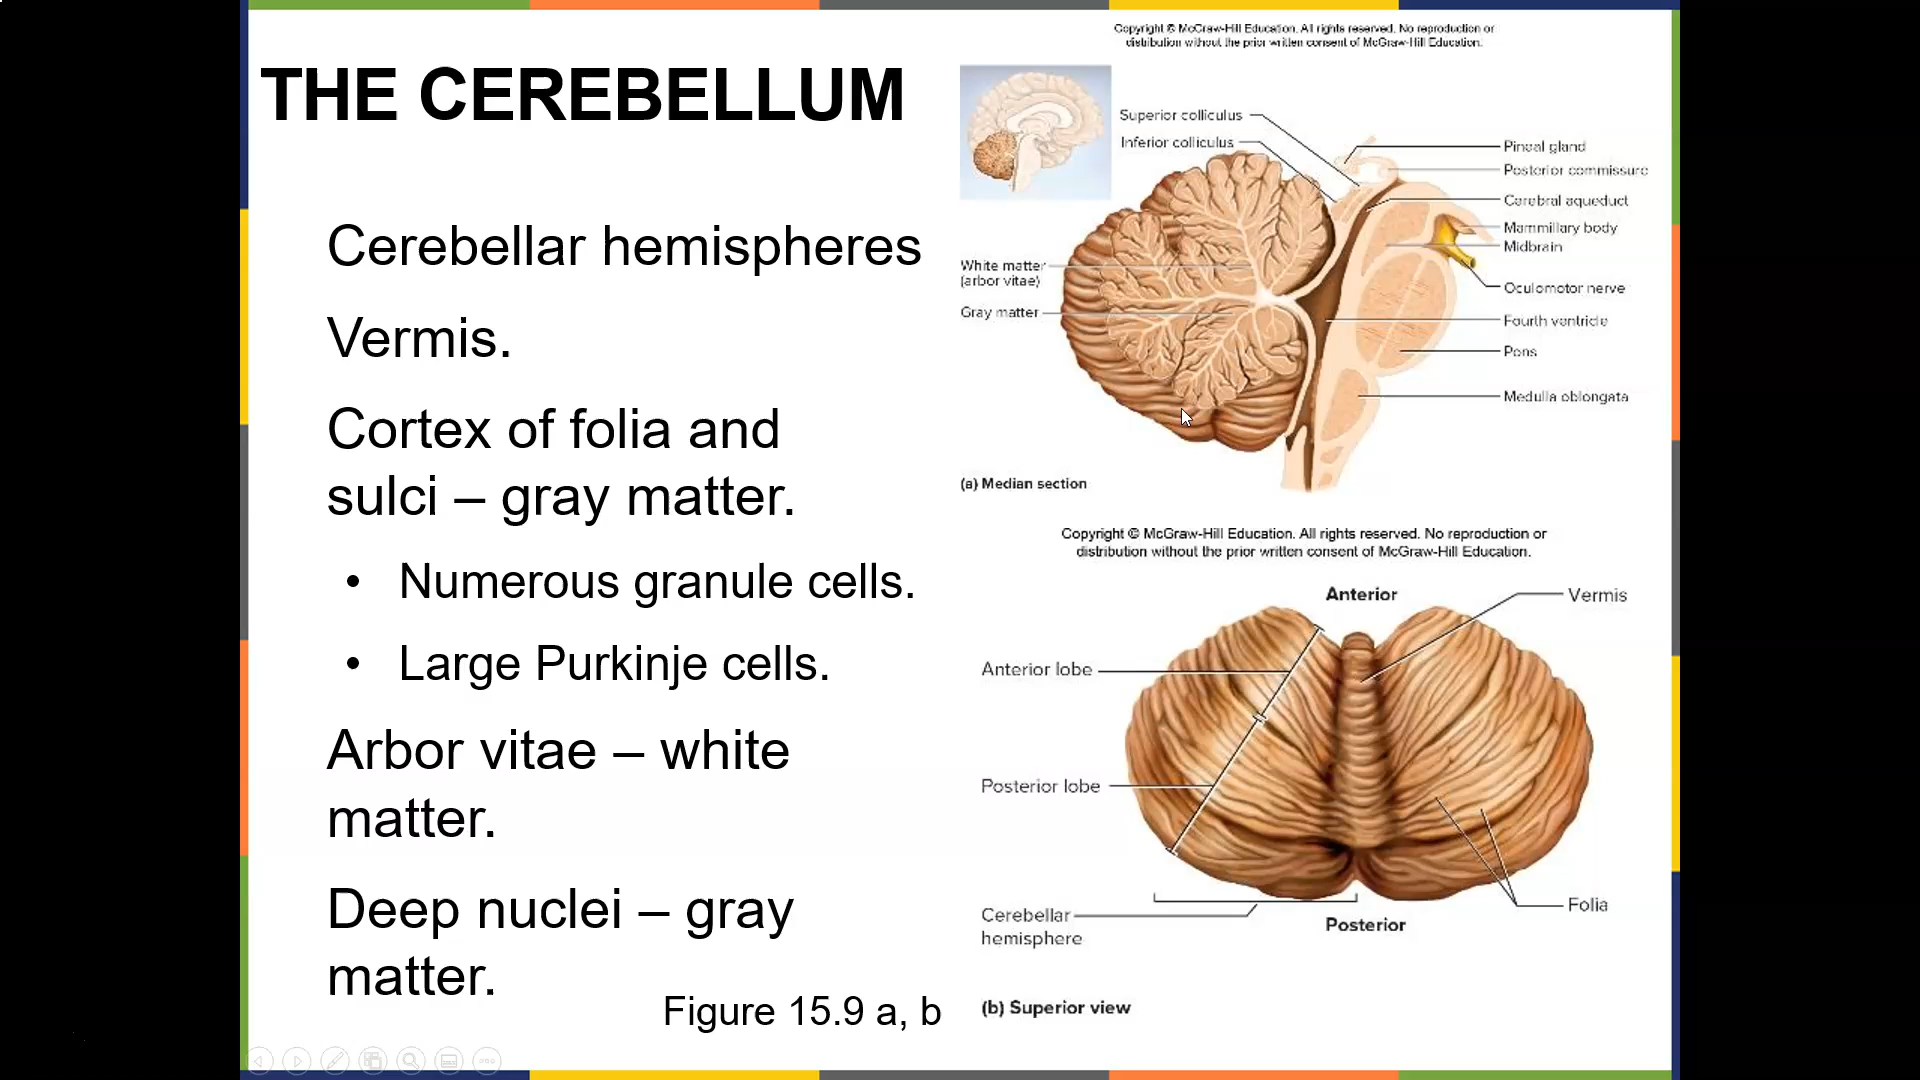 THE CEREBELLUM
Cerebellar hemispheres
Vermis.
Cortex of folia and
sulci – gray matter.
• Numerous granule cells.
• Large Purkinje cells.
Arbor vitae – white
matter.
Deep nuclei – gray
matter.
Figure 15.9 a, b
Copyright © McGraw-Hill Education. All rights reserved. No reproduction or
distribution without the prior written consent of McGraw-Hill Education.
Superior colliculus
Inferior colliculus
White matter
(arbor vitae)
Gray matter
Pineal gland
Posterior commissure
Cerebral aqueduct
Mammillary body
Midbrain
Oculomotor nerve
Fourth ventricle
Pons
Medulla oblongata
(a) Median section
Copyright © McGraw-Hill Education. All rights reserved. No reproduction or
distribution without the prior written consent of McGraw-Hill Education.
Anterior
Vermis
Anterior lobe
Posterior lobe
Folia
Cerebellar
hemisphere
Posterior
(b) Superior view